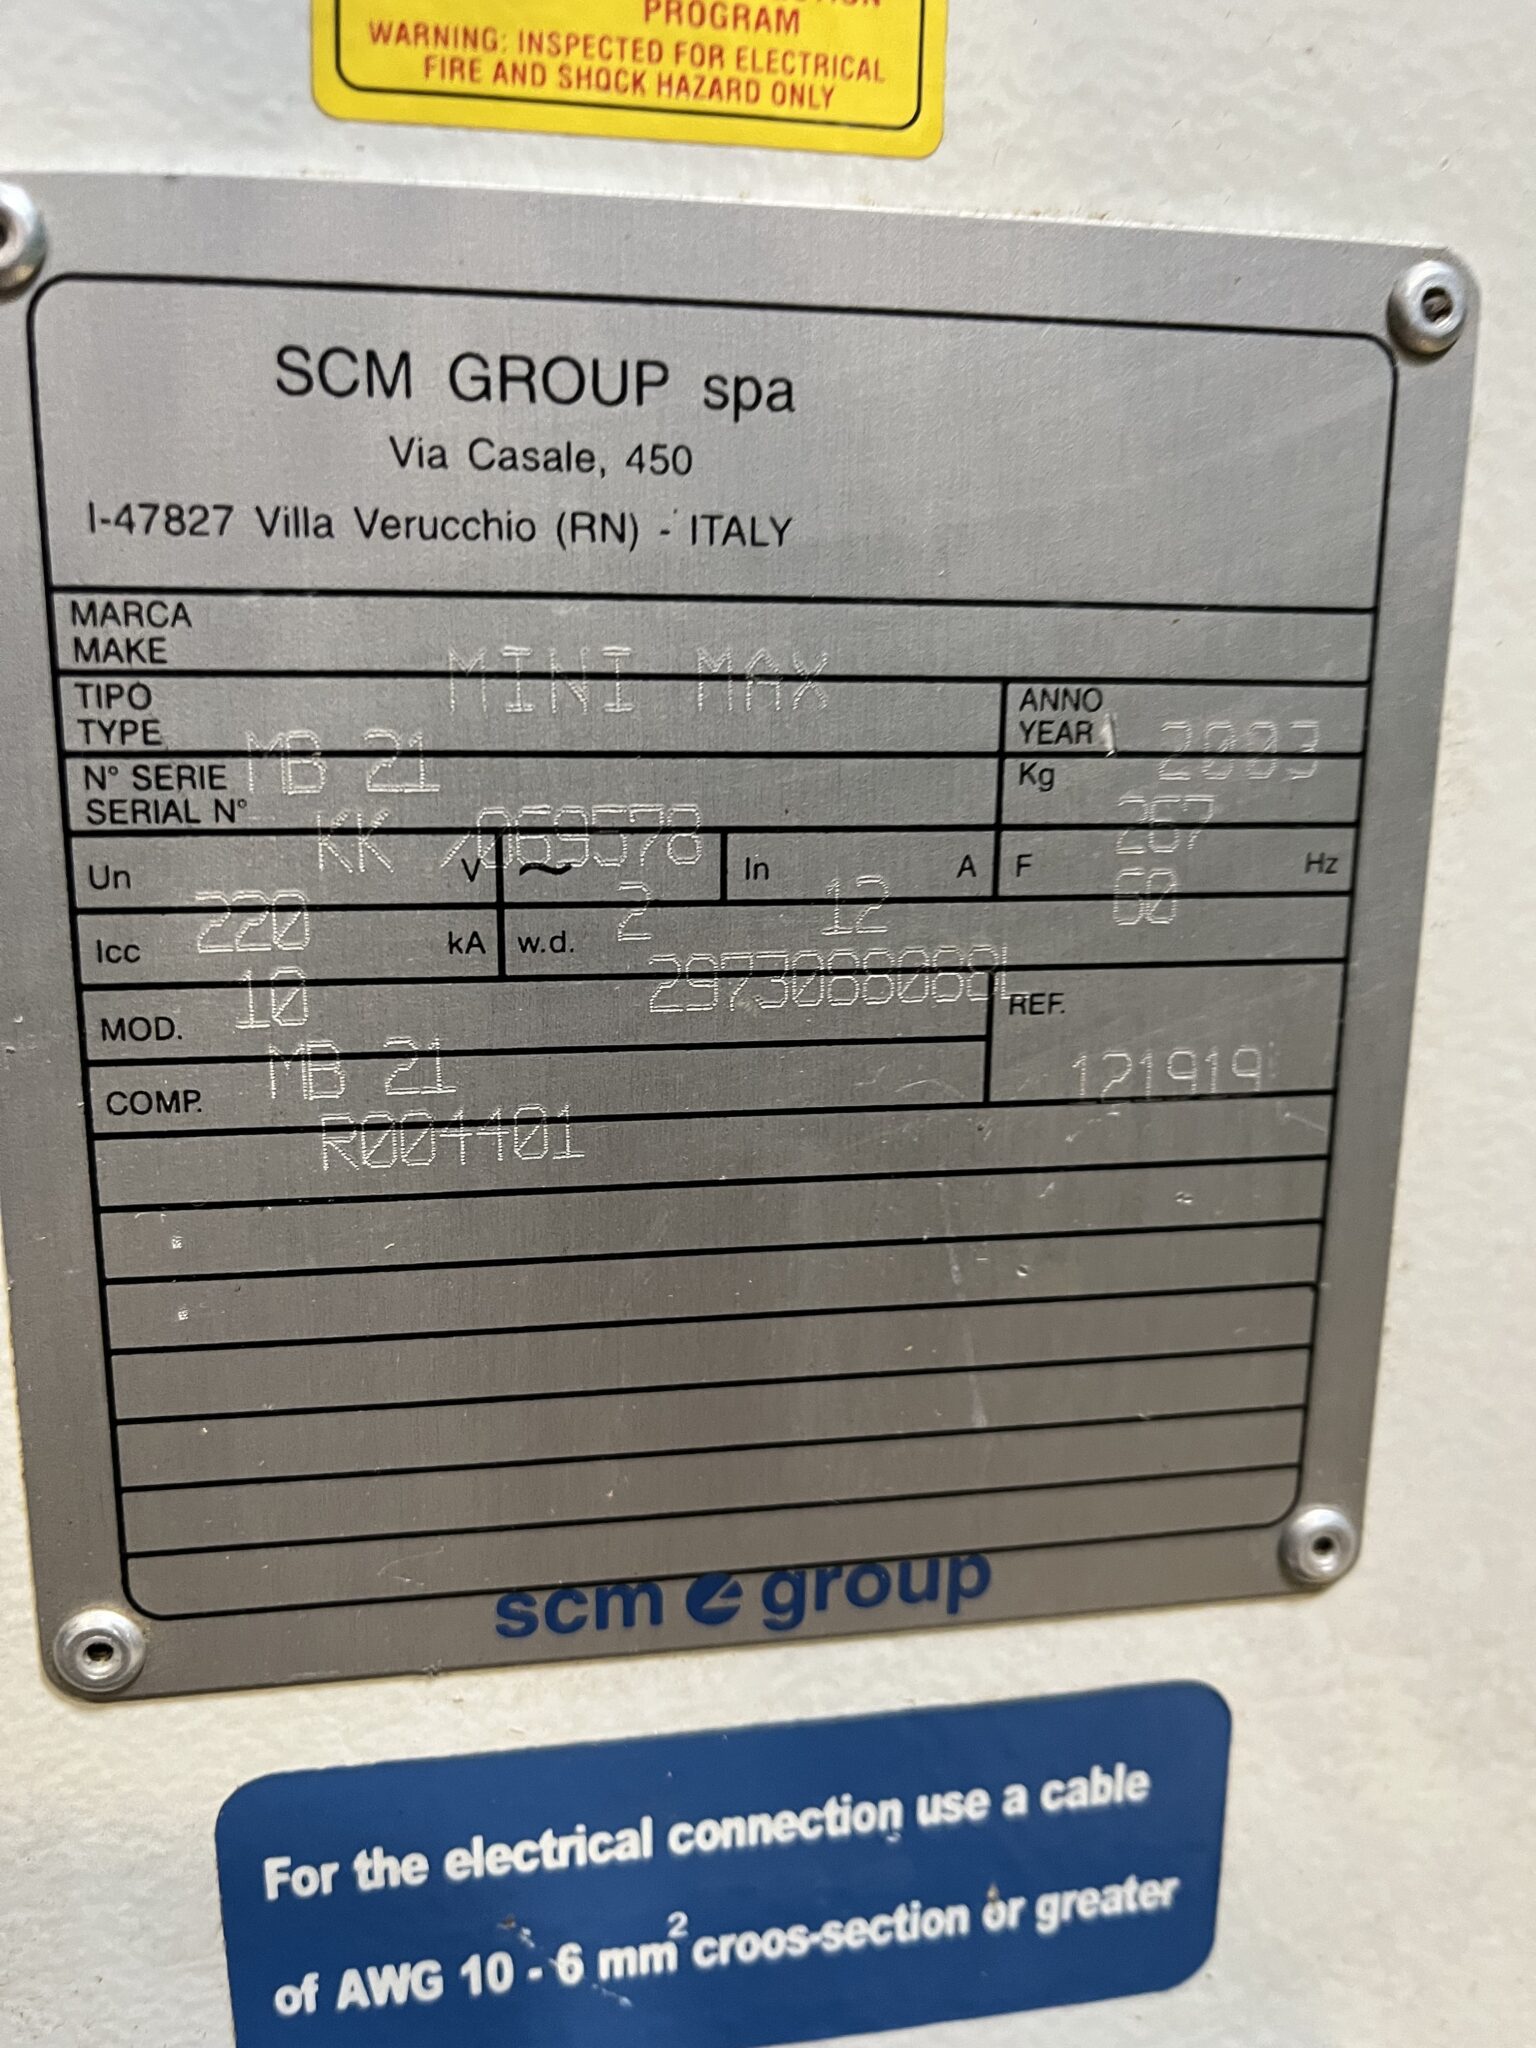 PROGRAM
WARNING: INSPECTED FOR ELECTRICAL
FIRE AND SHOCK HAZARD ONLY
SCM GROUP spa
Via Casale, 450
I-47827 Villa Verucchio (RN) - ITALY
MARCA
MAKE
MINI MAX
TIPO
TYPE
MB 21
ANNO
YEAR
2003
N° SERIE
SERIAL N°
KK /069578
Kg
267
Un
220
V
~
2
In
12
A
F
60
Hz
Icc
10
kA
w.d.
MOD.
MB 21
REF.
121919
COMP.
R004401
scm group
For the electrical connection use a cable
of AWG 10 - 6 mm² croos-section or greater